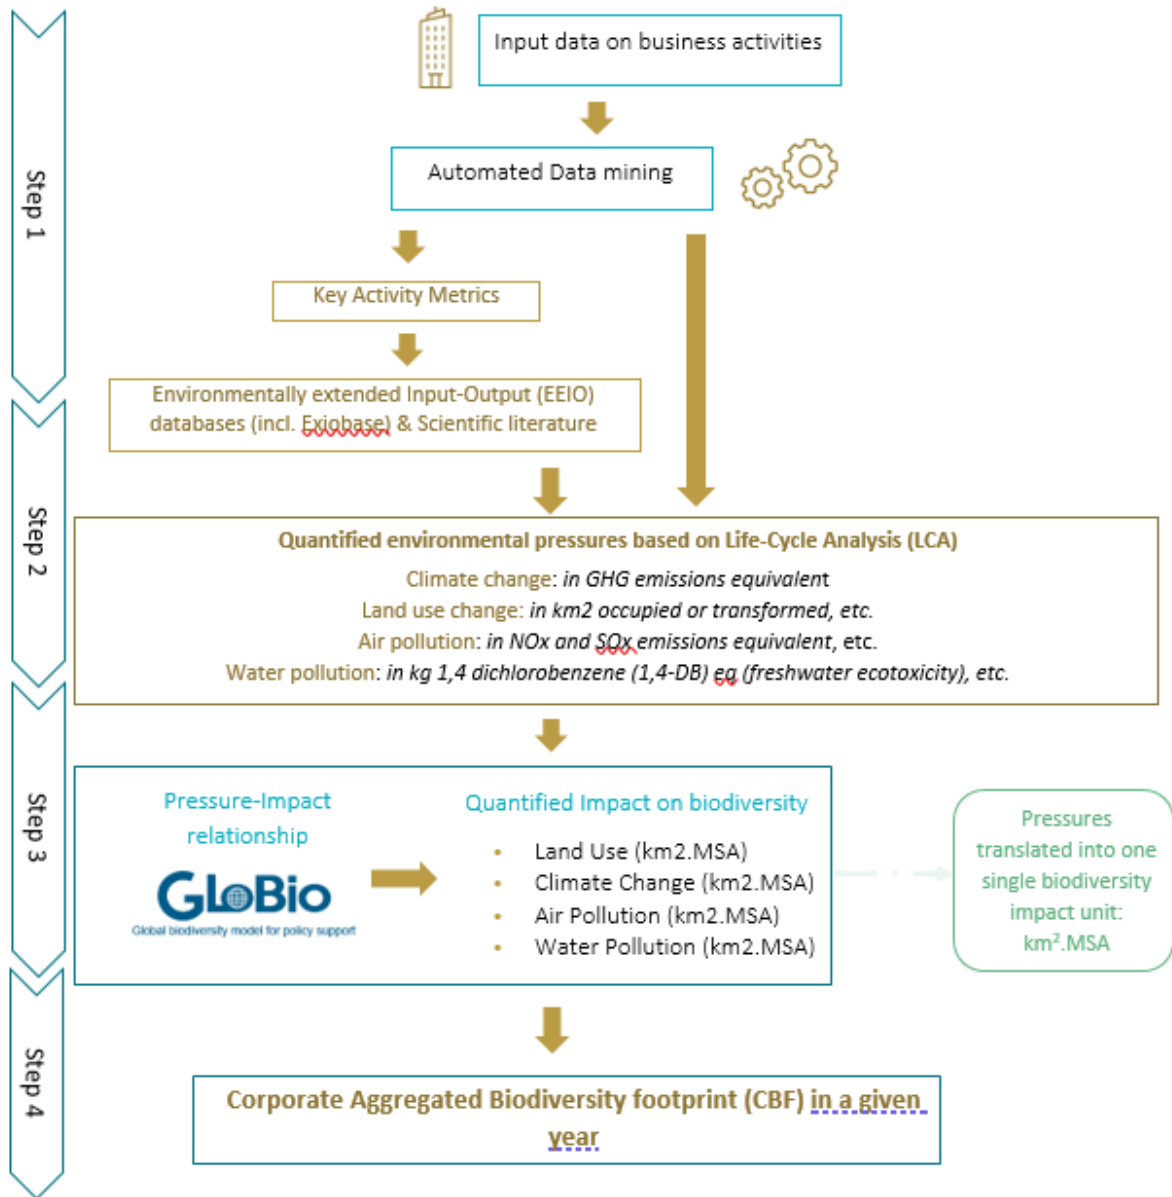 Step 1
Input data on business activities
Automated Data mining
Key Activity Metrics
Environmentally extended Input-Output (EEIO)
databases (incl. Exiobase) & Scientific literature
Step 2
Quantified environmental pressures based on Life-Cycle Analysis (LCA)
Climate change: in GHG emissions equivalent
Land use change: in km2 occupied or transformed, etc.
Air pollution: in NOx and SOx emissions equivalent, etc.
Water pollution: in kg 1,4 dichlorobenzene (1,4-DB) eq (freshwater ecotoxicity), etc.
Step 3
Pressure-Impact
relationship
GLOBIO
Global biodiversity model for policy support
Quantified Impact on biodiversity
• Land Use (km2.MSA)
• Climate Change (km2.MSA)
• Air Pollution (km2.MSA)
• Water Pollution (km2.MSA)
Pressures
translated into one
single biodiversity
impact unit:
km².MSA
Step 4
Corporate Aggregated Biodiversity footprint (CBF) in a given
year